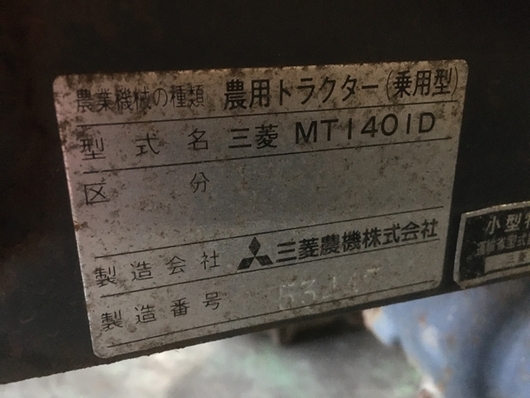 農業機械の種類 農用トラクター(乗用型)
型式名 三菱 MT1401D
区分
製造会社 三菱農機株式会社
製造番号
小型特